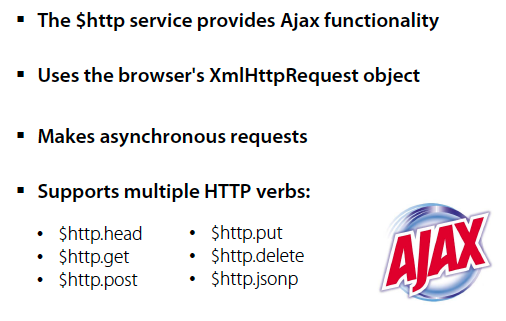 ▪ The $http service provides Ajax functionality
▪ Uses the browser's XmlHttpRequest object
▪ Makes asynchronous requests
▪ Supports multiple HTTP verbs:
• $http.head
• $http.get
• $http.post
• $http.put
• $http.delete
• $http.jsonp
AJAX